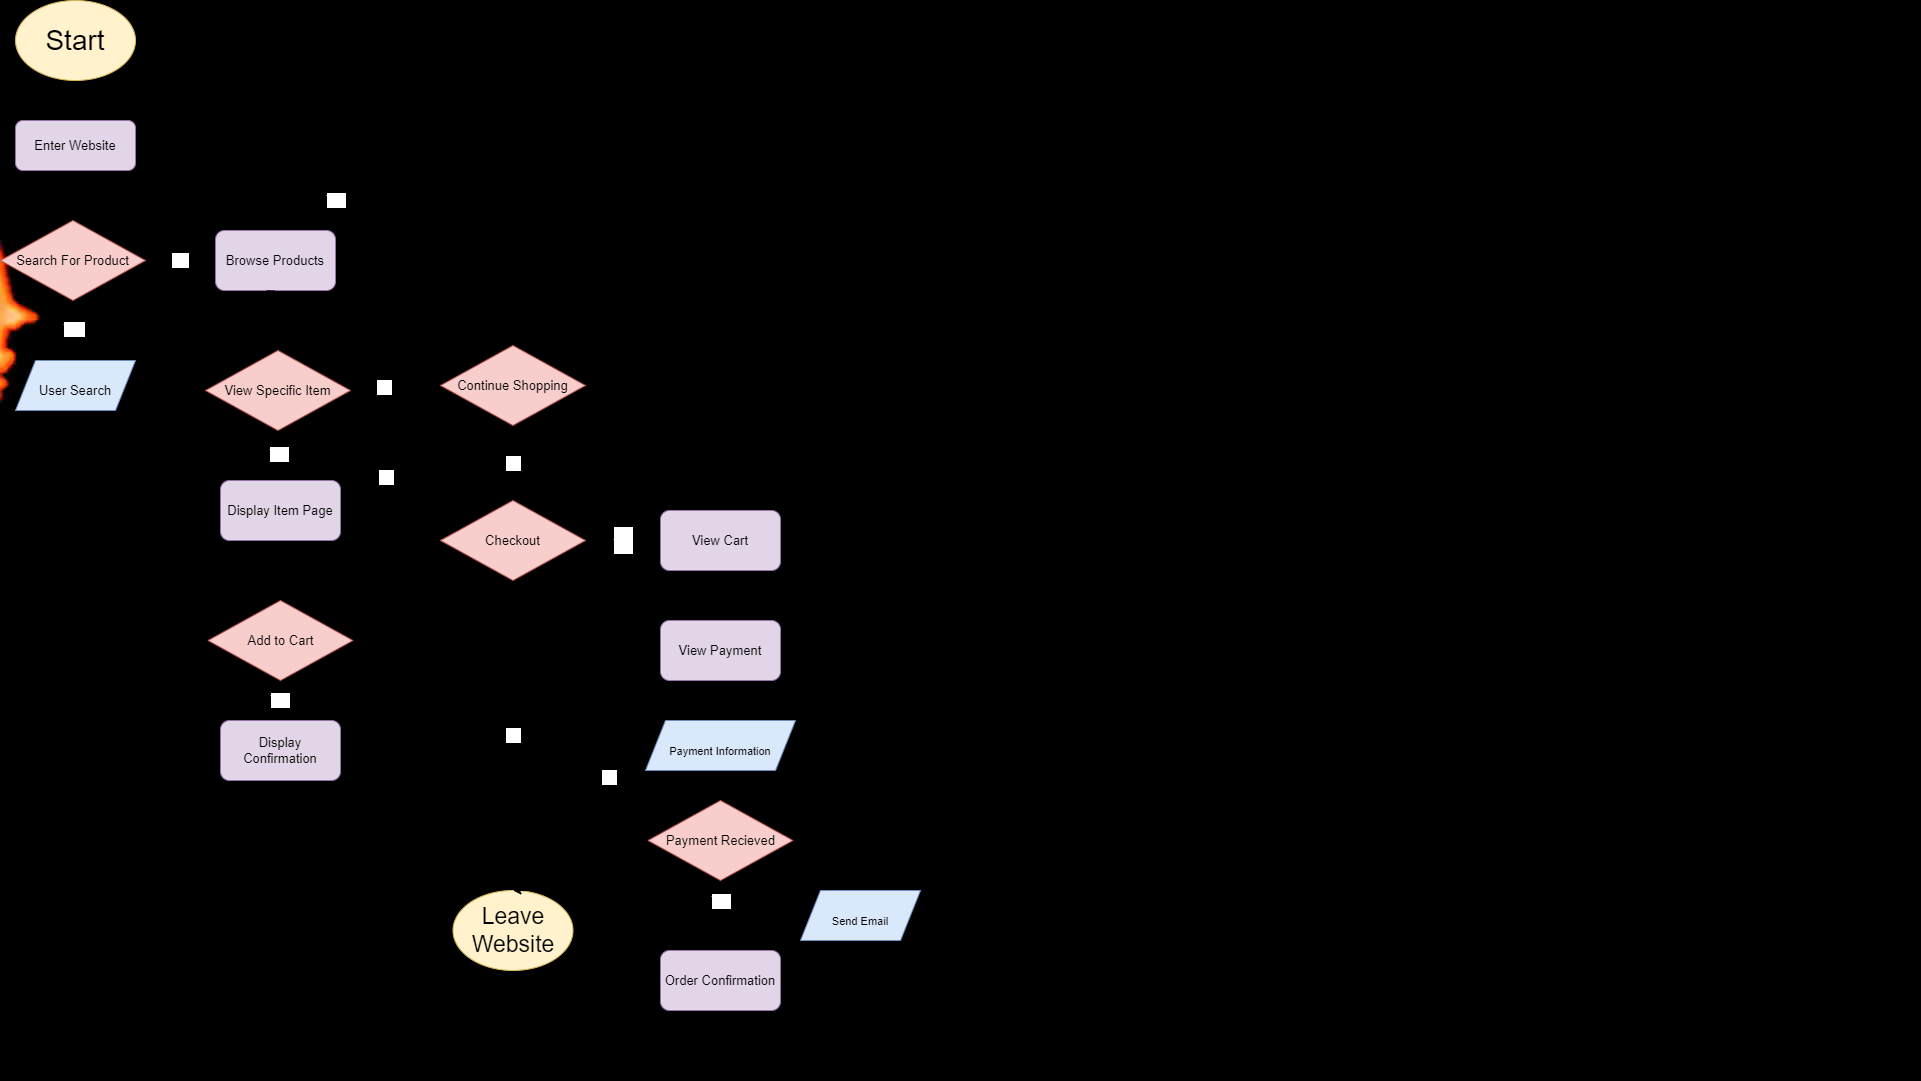 Start
Enter Website
Search For Product
Browse Products
User Search
View Specific Item
Continue Shopping
Display Item Page
Checkout
View Cart
Add to Cart
View Payment
Display
Confirmation
Payment Information
Payment Recieved
Leave
Website
Send Email
Order Confirmation